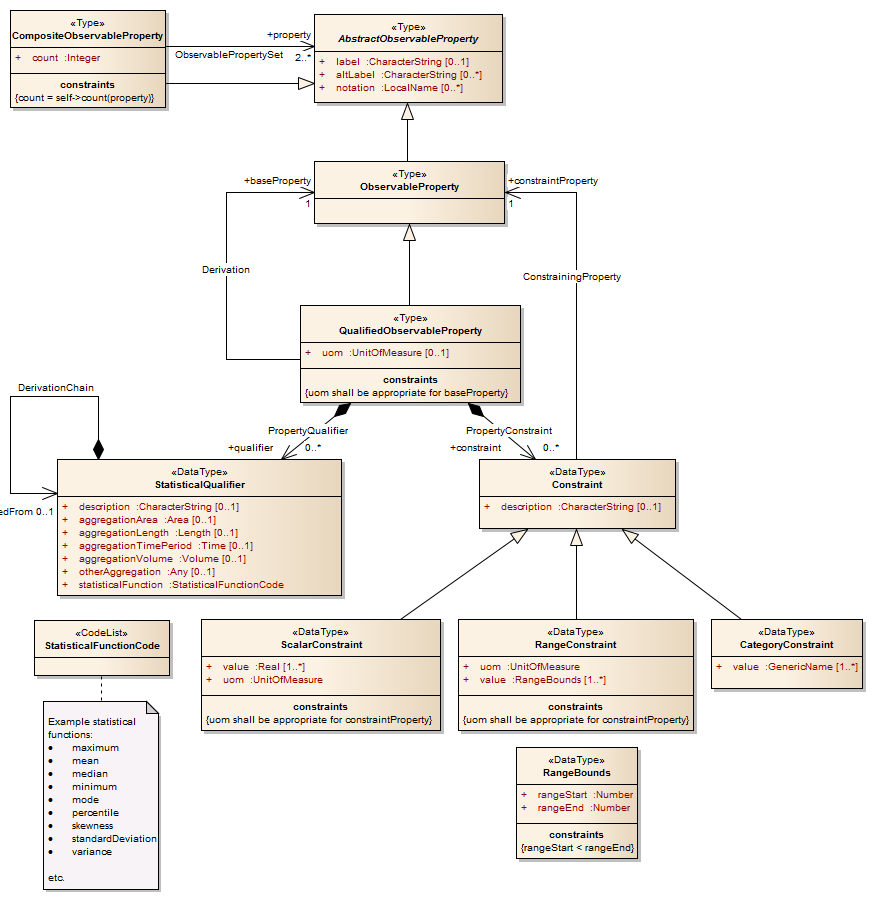 «Type»
CompositeObservableProperty
+ count :Integer
constraints
{count = self->count(property)}
+property
ObservablePropertySet
2..*
«Type»
AbstractObservableProperty
+ label :CharacterString [0..1]
+ altLabel :CharacterString [0..*]
+ notation :LocalName [0..*]
«Type»
ObservableProperty
+baseProperty
1
+constraintProperty
1
Derivation
ConstrainingProperty
«Type»
QualifiedObservableProperty
+ uom :UnitOfMeasure [0..1]
constraints
{uom shall be appropriate for baseProperty}
DerivationChain
PropertyQualifier
+qualifier
0..*
PropertyConstraint
+constraint
0..*
edFrom 0..1
«DataType»
StatisticalQualifier
+ description :CharacterString [0..1]
+ aggregationArea :Area [0..1]
+ aggregationLength :Length [0..1]
+ aggregationTimePeriod :Time [0..1]
+ aggregationVolume :Volume [0..1]
+ otherAggregation :Any [0..1]
+ statisticalFunction :StatisticalFunctionCode
«DataType»
Constraint
+ description :CharacterString [0..1]
«CodeList»
StatisticalFunctionCode
«DataType»
ScalarConstraint
+ value :Real [1..*]
+ uom :UnitOfMeasure
constraints
{uom shall be appropriate for constraintProperty}
«DataType»
RangeConstraint
+ uom :UnitOfMeasure
+ value :RangeBounds [1..*]
constraints
{uom shall be appropriate for constraintProperty}
«DataType»
CategoryConstraint
+ value :GenericName [1..*]
Example statistical
functions:
• maximum
• mean
• median
• minimum
• mode
• percentile
• skewness
• standardDeviation
• variance
etc.
«DataType»
RangeBounds
+ rangeStart :Number
+ rangeEnd :Number
constraints
{rangeStart < rangeEnd}